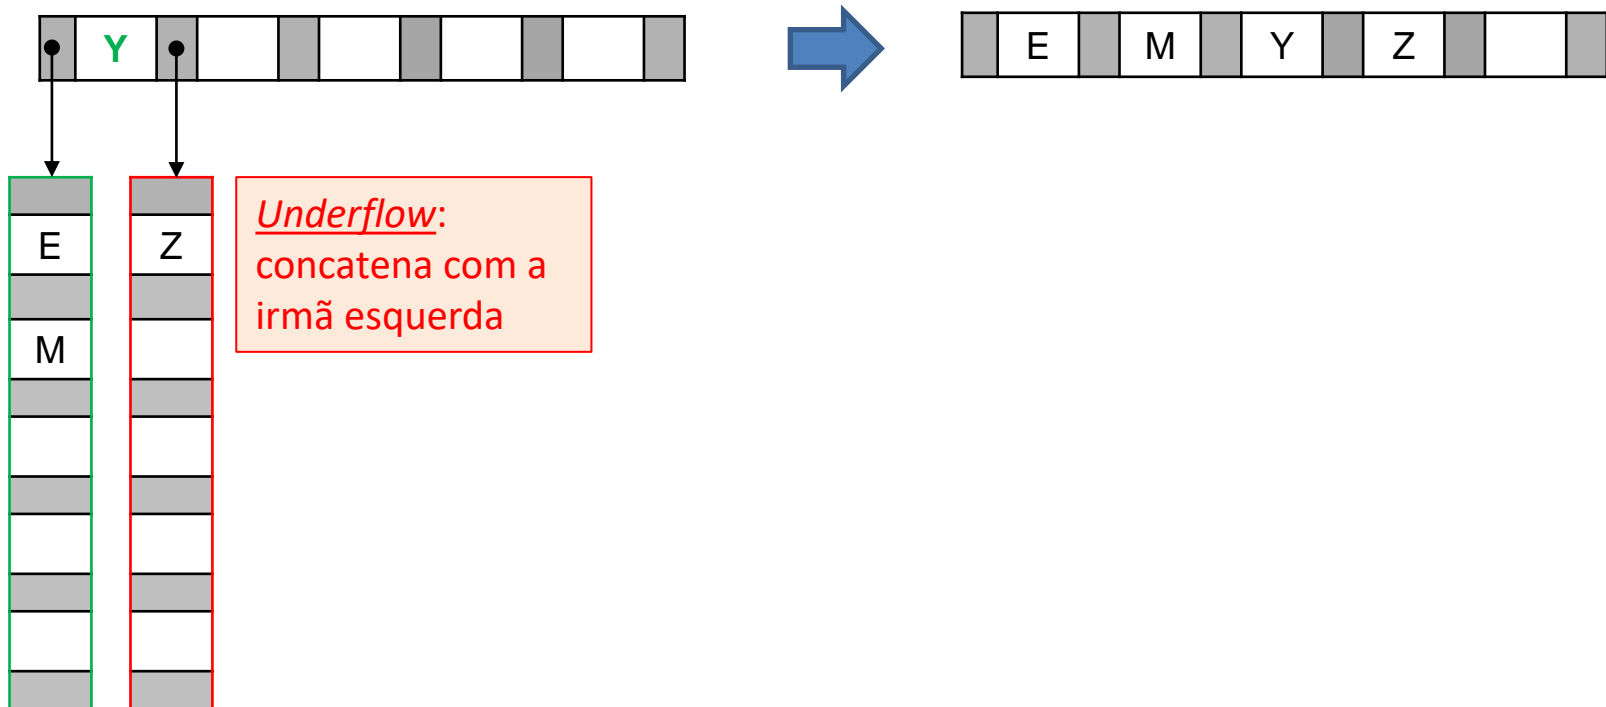 Y
E M Y Z
E Z
M
Underflow:
concatena com a
irmã esquerda